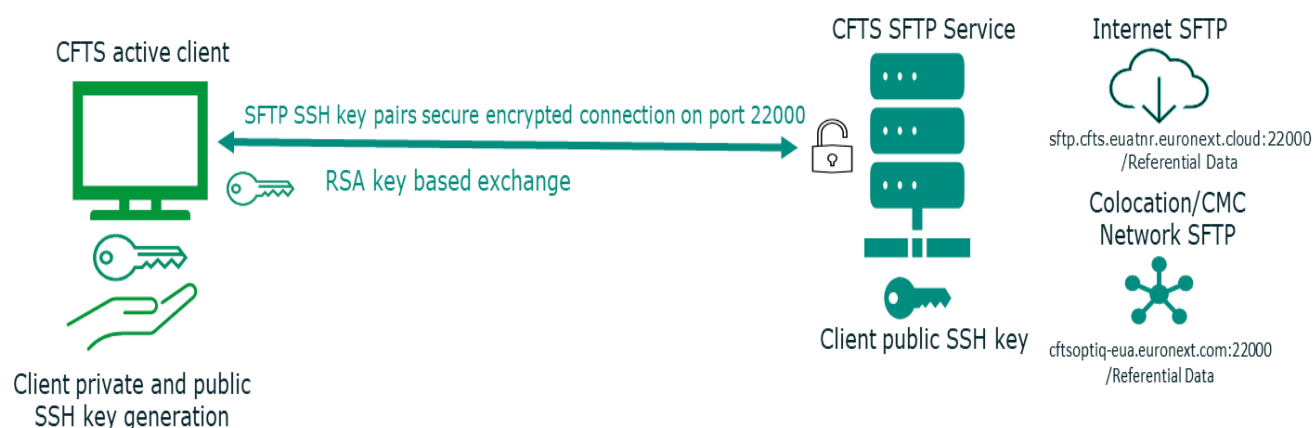 CFTS active client
SFTP SSH key pairs secure encrypted connection on port 22000
RSA key based exchange
Client private and public
SSH key generation
CFTS SFTP Service
Client public SSH key
Internet SFTP
sftp.cfts.euatnr.euronext.cloud:22000
/Referential Data
Colocation/CMC
Network SFTP
cftsoptiq-eua.euronext.com:22000
/Referential Data